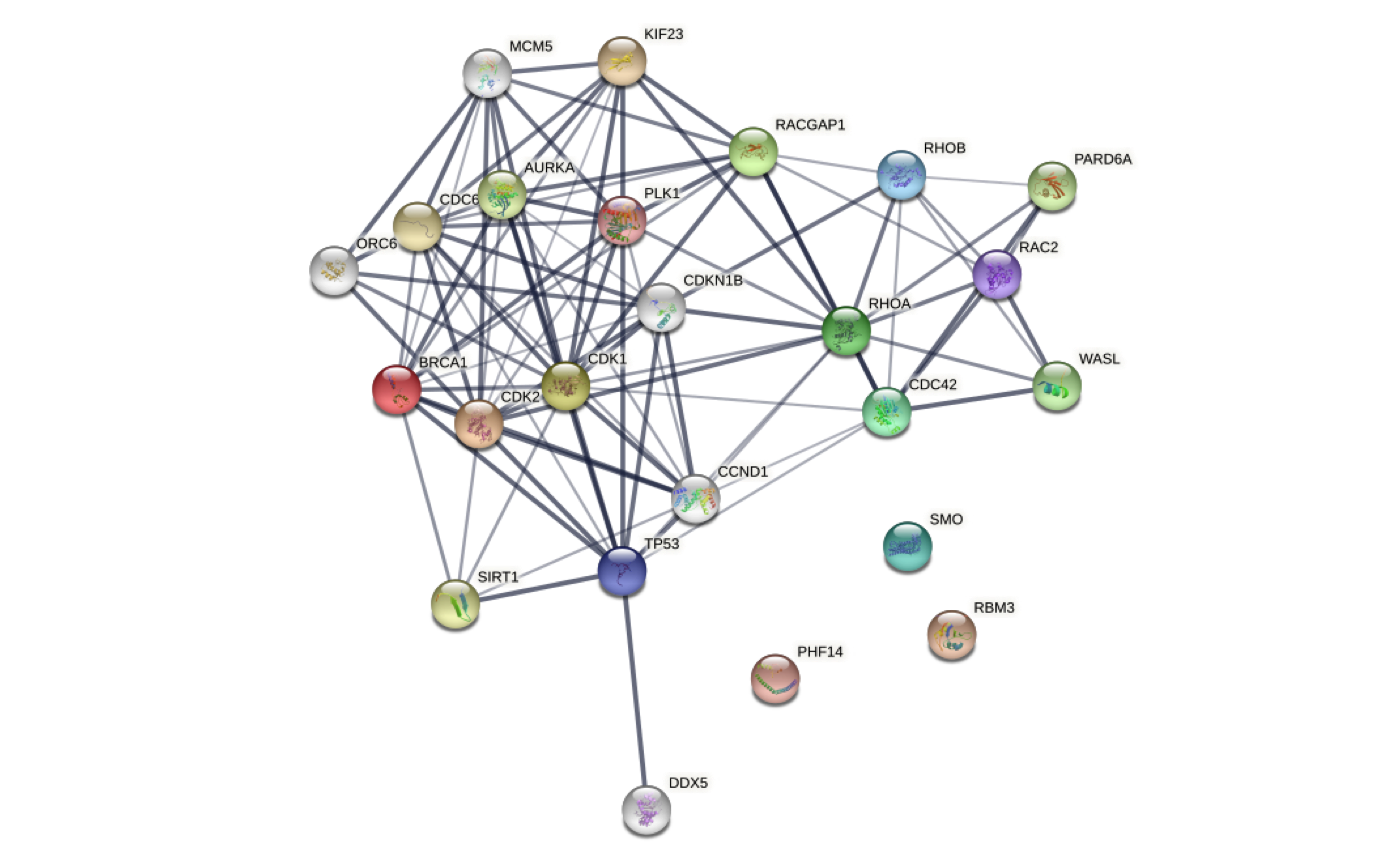 KIF23
MCM5
RACGAP1
RHOB
PARD6A
AURKA
PLK1
CDC6
ORC6
RAC2
CDKN1B
RHOA
CDK1
WASL
BRCA1
CDC42
CDK2
CCND1
SMO
TP53
SIRT1
RBM3
PHF14
DDX5